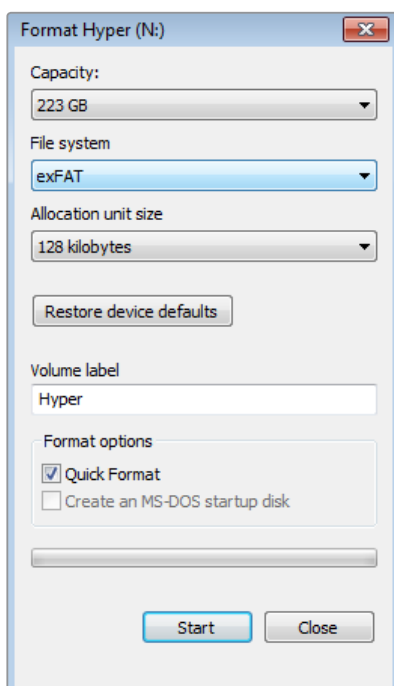 Format Hyper (N:)
Capacity:
223 GB
File system
exFAT
Allocation unit size
128 kilobytes
Restore device defaults
Volume label
Hyper
Format options
Quick Format
Create an MS-DOS startup disk
Start Close